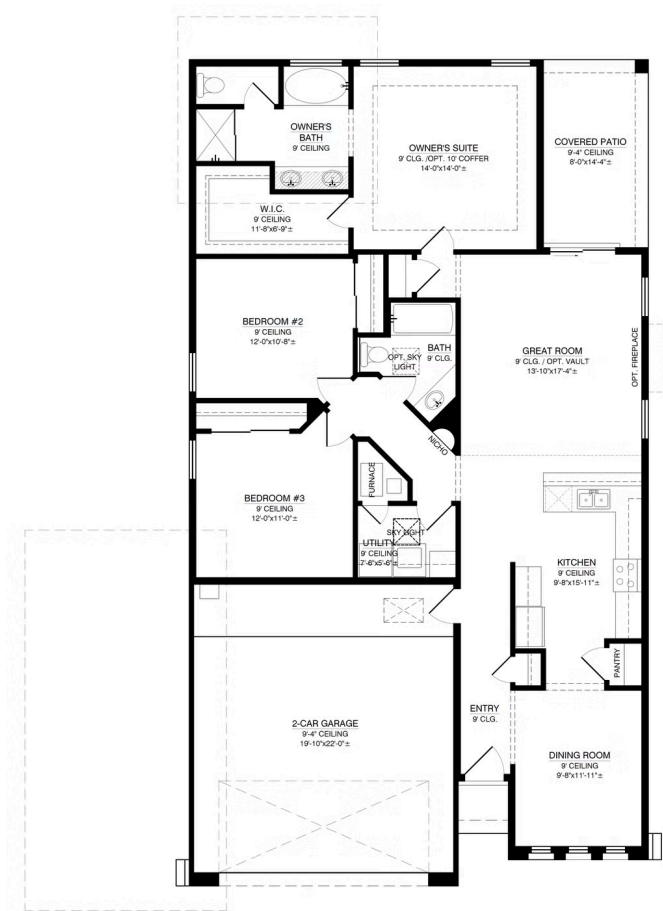 OWNER'S
BATH
9' CEILING
OWNER'S SUITE
9' CLG. /OPT. 10' COFFER
14'-0"x14'-0"±
COVERED PATIO
9'-4" CEILING
8'-0"x14'-4"±
W.I.C.
9' CEILING
11'-8"x6'-9"±
BEDROOM #2
9' CEILING
12'-0"x10'-8"±
BATH
9' CLG.
OPT. SKY
LIGHT
GREAT ROOM
9' CLG. / OPT. VAULT
13'-10"x17'-4"±
OPT. FIREPLACE
NICHO
FURNACE
BEDROOM #3
9' CEILING
12'-0"x11'-0"±
SKY LIGHT
UTILITY
9' CEILING
7'-6"x5'-6"±
KITCHEN
9' CEILING
9'-8"x15'-11"±
PANTRY
ENTRY
9' CLG.
2-CAR GARAGE
9'-4" CEILING
19'-10"x22'-0"±
DINING ROOM
9' CEILING
9'-8"x11'-11"±